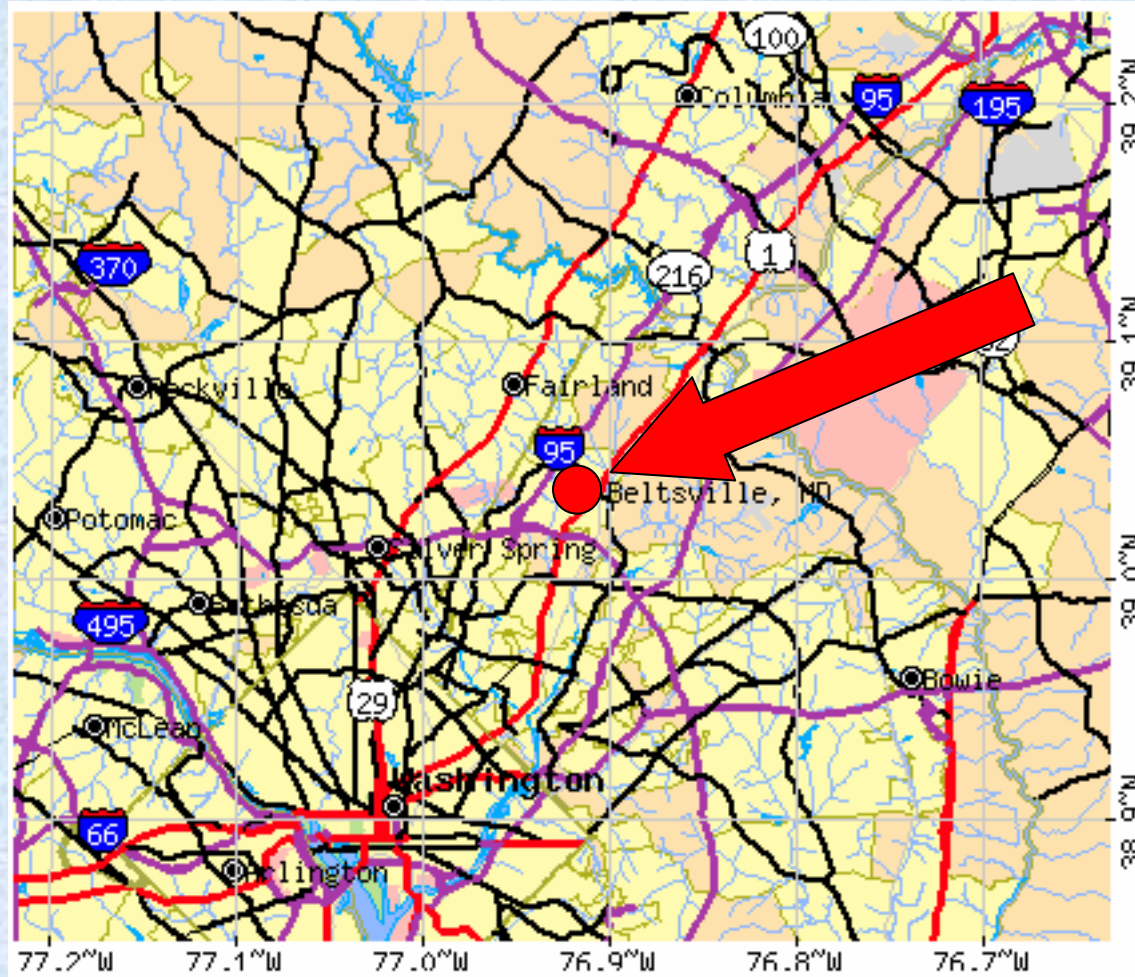 100
Columbia
95
195
39.2°N
370
216
1
39.1°N
Rockville
Fairland
95
Beltsville, MD
Potomac
Silver Spring
39.0°N
Bethesda
495
29
Bowie
McLean
Washington
38.9°N
66
Arlington
77.2°W 77.1°W 77.0°W 76.9°W 76.8°W 76.7°W